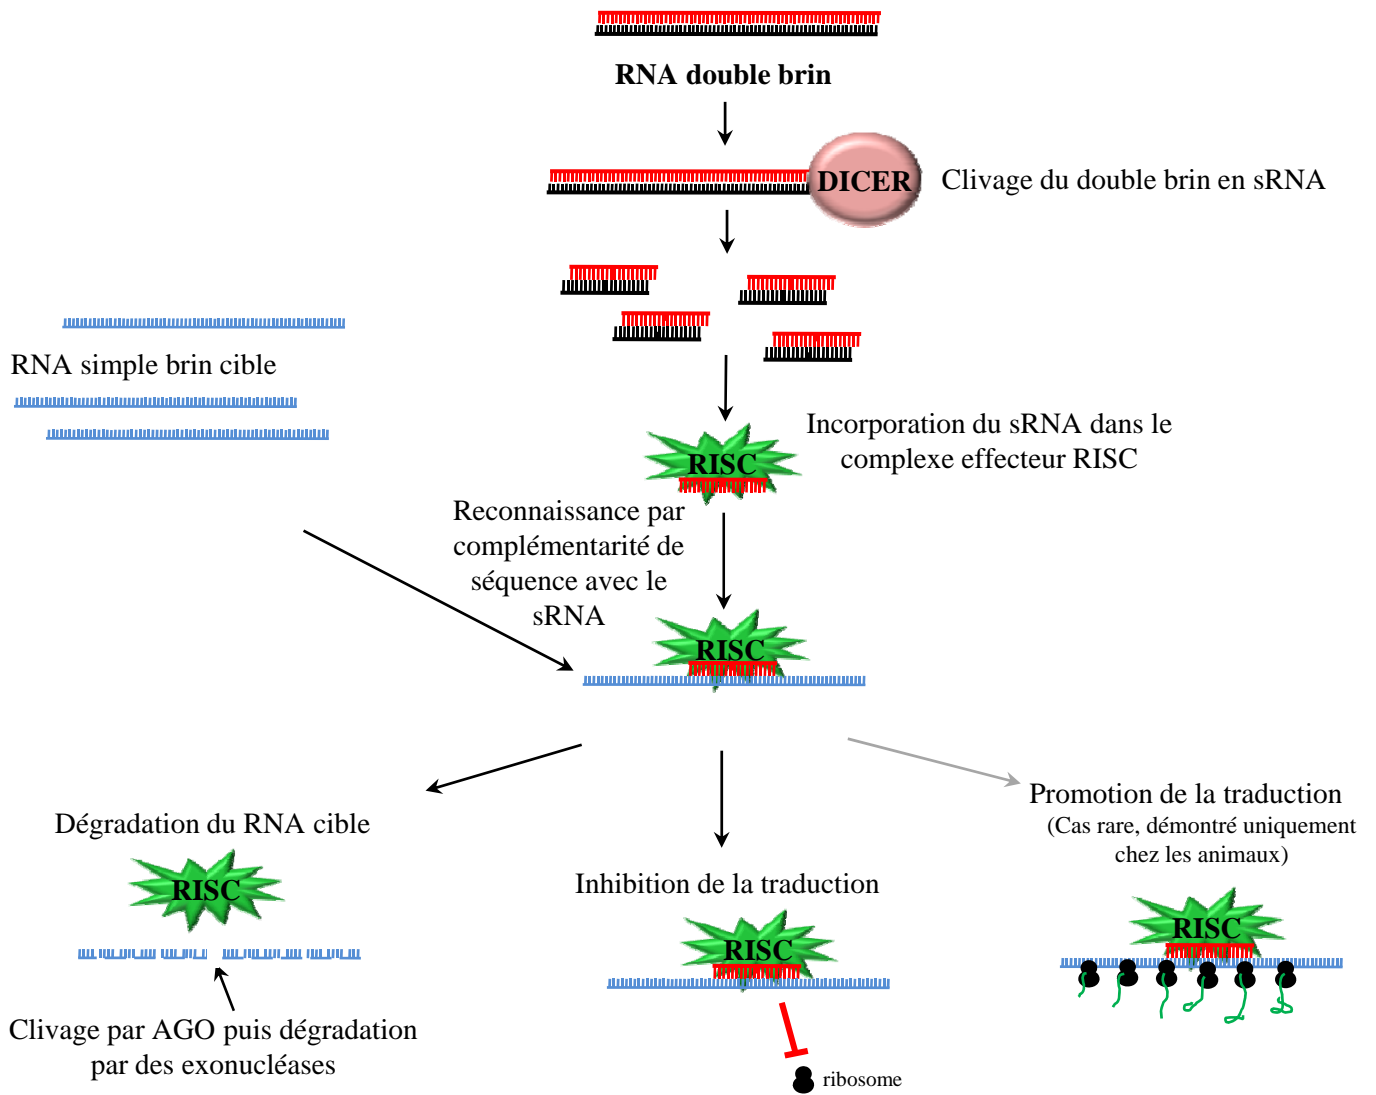 RNA double brin
DICER
Clivage du double brin en sRNA
RNA simple brin cible
Incorporation du sRNA dans le
complexe effecteur RISC
RISC
Reconnaissance par
complémentarité de
séquence avec le
sRNA
RISC
Dégradation du RNA cible
RISC
Clivage par AGO puis dégradation
par des exonucléases
Inhibition de la traduction
RISC
ribosome
Promotion de la traduction
(Cas rare, démontré uniquement
chez les animaux)
RISC